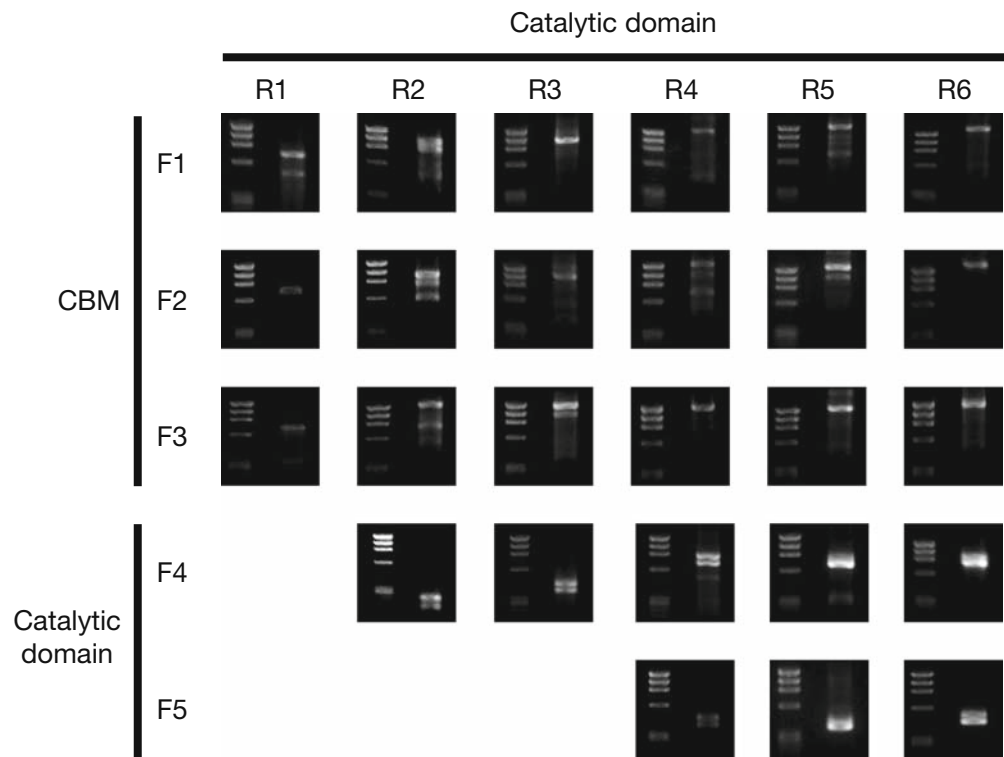 Catalytic domain
R1 R2 R3 R4 R5 R6
F1
CBM F2
F3
F4
Catalytic
domain
F5